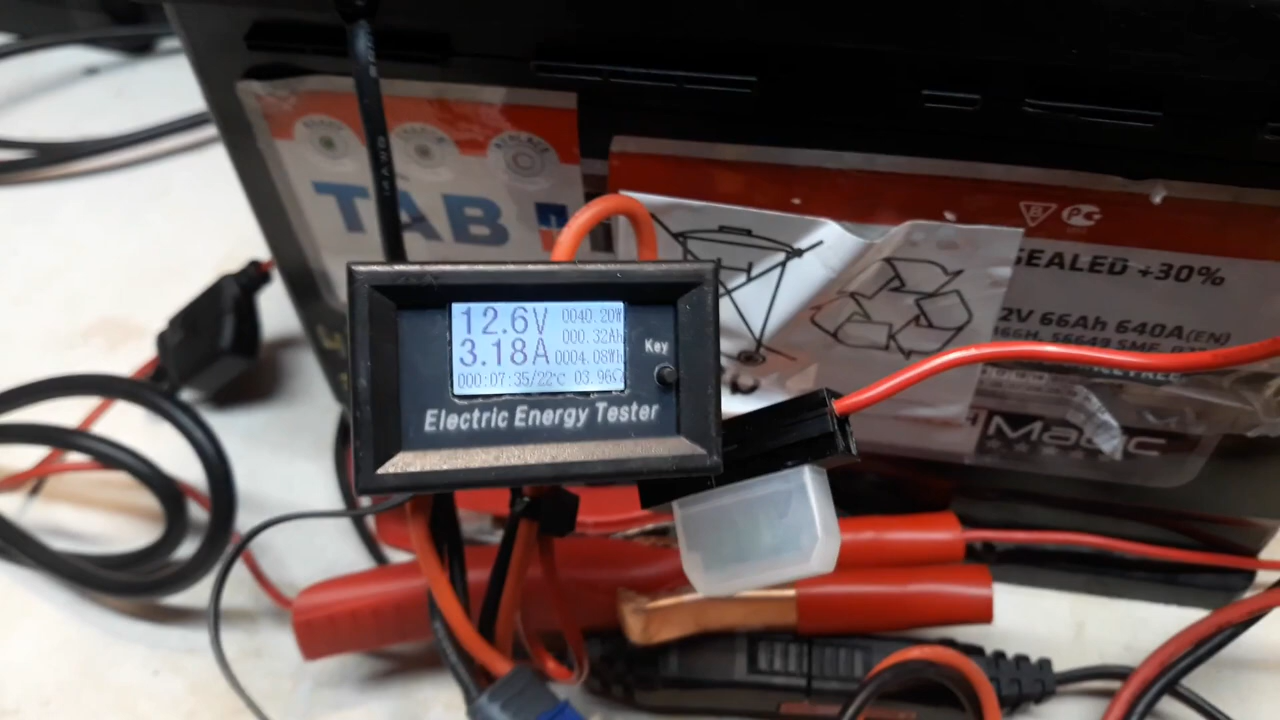 TAB
SEALED +30%
2V 66Ah 640A(EN)
12.6V
0040.20W
000.32Ah
3.18A
0004.08Wh
000:07:35/22℃ 03.96Ω
Key
Electric Energy Tester
Magic